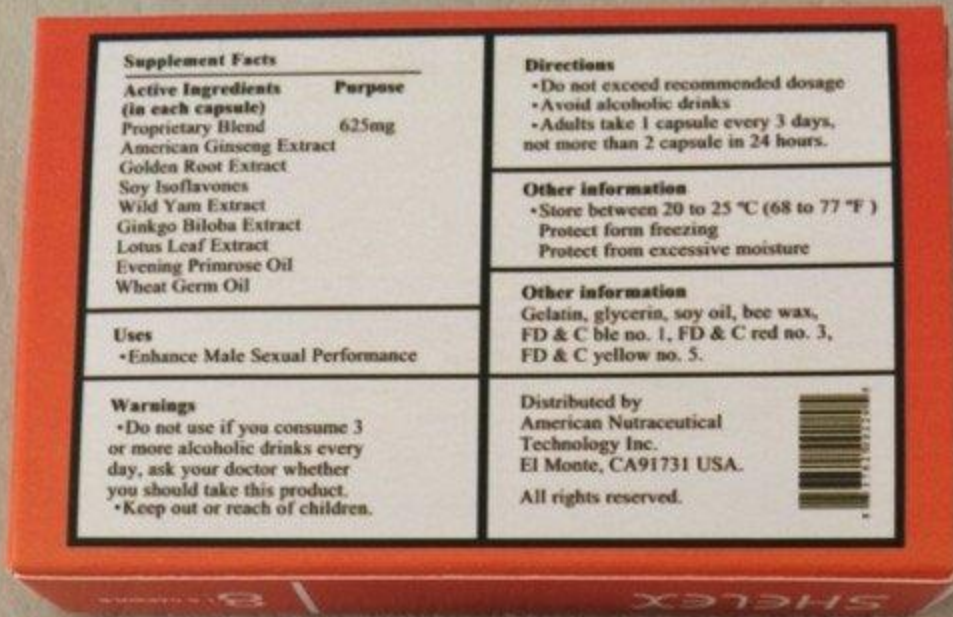 Supplement Facts
Active Ingredients Purpose
(in each capsule)
Proprietary Blend 625mg
American Ginseng Extract
Golden Root Extract
Soy Isoflavones
Wild Yam Extract
Ginkgo Biloba Extract
Lotus Leaf Extract
Evening Primrose Oil
Wheat Germ Oil
Uses
•Enhance Male Sexual Performance
Warnings
•Do not use if you consume 3
or more alcoholic drinks every
day, ask your doctor whether
you should take this product.
•Keep out or reach of children.
Directions
•Do not exceed recommended dosage
•Avoid alcoholic drinks
•Adults take 1 capsule every 3 days,
not more than 2 capsule in 24 hours.
Other information
•Store between 20 to 25 °C (68 to 77 °F )
Protect form freezing
Protect from excessive moisture
Other information
Gelatin, glycerin, soy oil, bee wax,
FD & C ble no. 1, FD & C red no. 3,
FD & C yellow no. 5.
Distributed by
American Nutraceutical
Technology Inc.
El Monte, CA91731 USA.
All rights reserved.
SHELEX
8